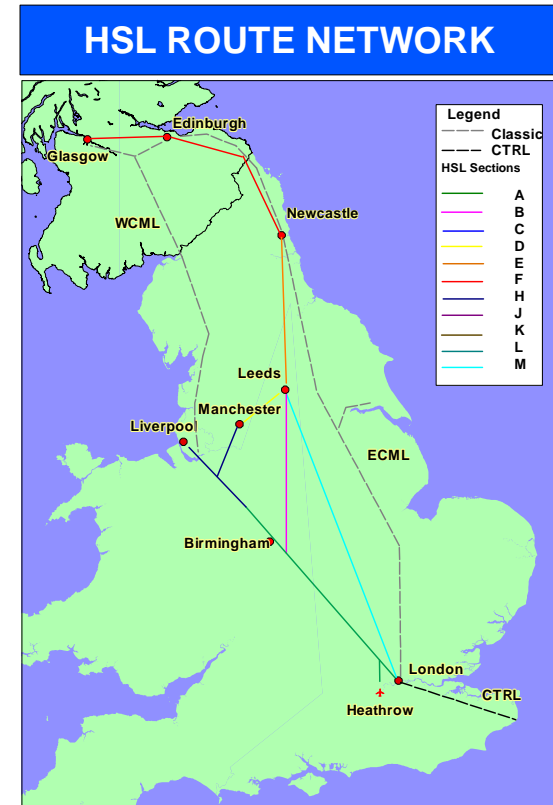 HSL ROUTE NETWORK
Legend
Classic
CTRL
HSL Sections
A
B
C
D
E
F
H
J
K
L
M
Edinburgh
Glasgow
WCML
Newcastle
Leeds
Manchester
Liverpool
ECML
Birmingham
London
CTRL
Heathrow